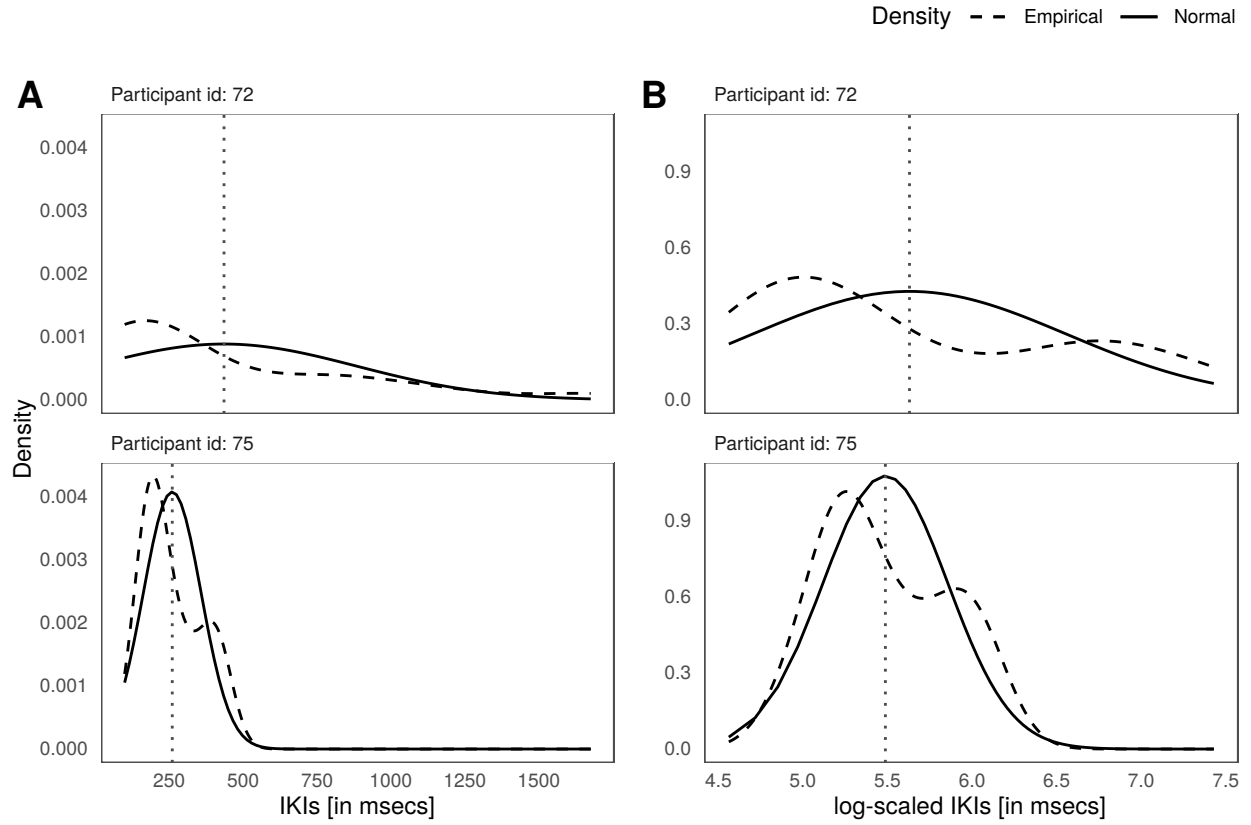 Density Empirical Normal
A
Participant id: 72
B
Participant id: 72
0.004
0.003
0.002
0.001
0.000
0.9
0.6
0.3
0.0
Density
Participant id: 75
Participant id: 75
0.004
0.003
0.002
0.001
0.000
0.9
0.6
0.3
0.0
250 500 750 1000 1250 1500
IKIs [in msecs]
4.5 5.0 5.5 6.0 6.5 7.0 7.5
log-scaled IKIs [in msecs]